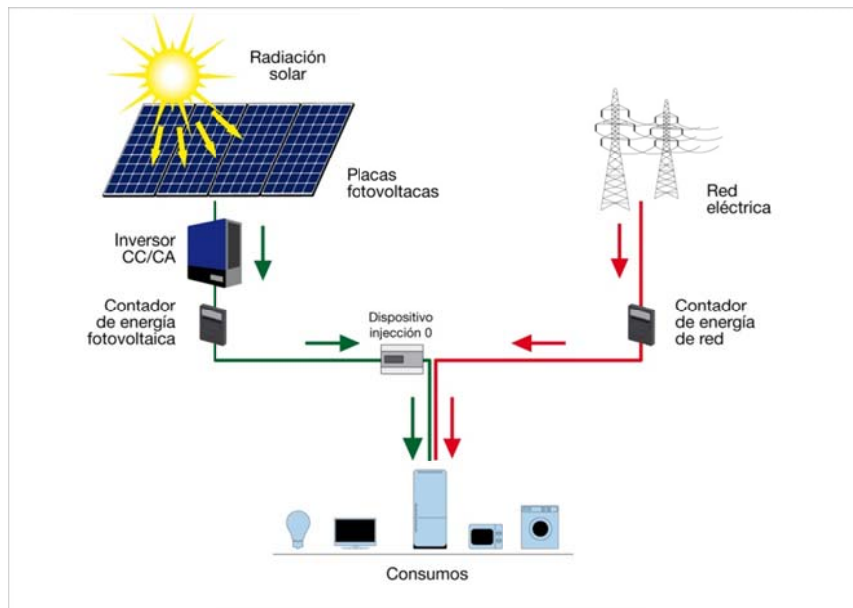 Radiación
solar
Placas
fotovoltacas
Red
eléctrica
Inversor
CC/CA
Contador
de energía
fotovoltaica
Dispositivo
injección 0
Contador
de energía
de red
Consumos